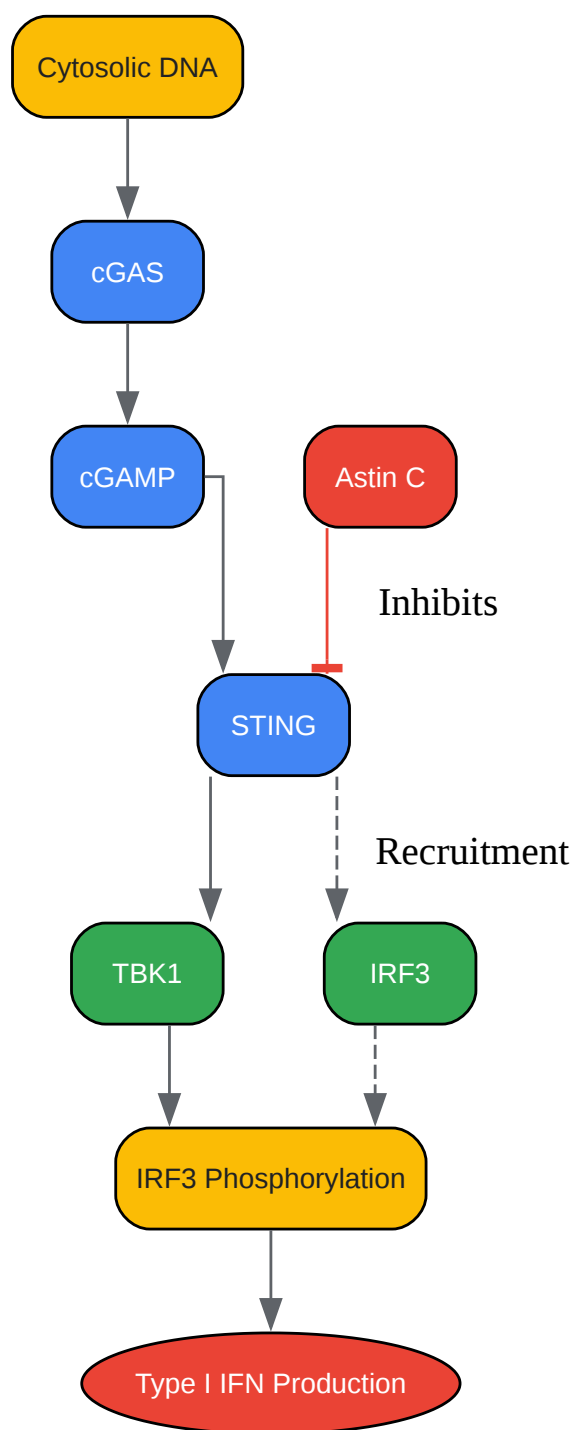 Cytosolic DNA
cGAS
cGAMP
Astin C
Inhibits
STING
Recruitment
TBK1
IRF3
IRF3 Phosphorylation
Type I IFN Production